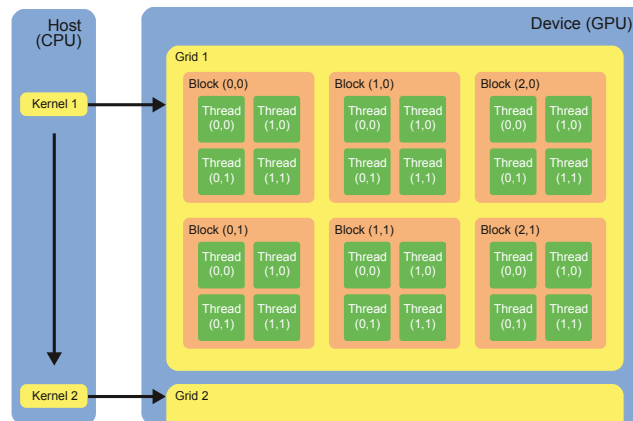 Host
(CPU)
Device (GPU)
Grid 1
Kernel 1
Block (0,0)
Thread
(0,0)
Thread
(1,0)
Thread
(0,1)
Thread
(1,1)
Block (1,0)
Thread
(0,0)
Thread
(1,0)
Thread
(0,1)
Thread
(1,1)
Block (2,0)
Thread
(0,0)
Thread
(1,0)
Thread
(0,1)
Thread
(1,1)
Block (0,1)
Thread
(0,0)
Thread
(1,0)
Thread
(0,1)
Thread
(1,1)
Block (1,1)
Thread
(0,0)
Thread
(1,0)
Thread
(0,1)
Thread
(1,1)
Block (2,1)
Thread
(0,0)
Thread
(1,0)
Thread
(0,1)
Thread
(1,1)
Kernel 2
Grid 2